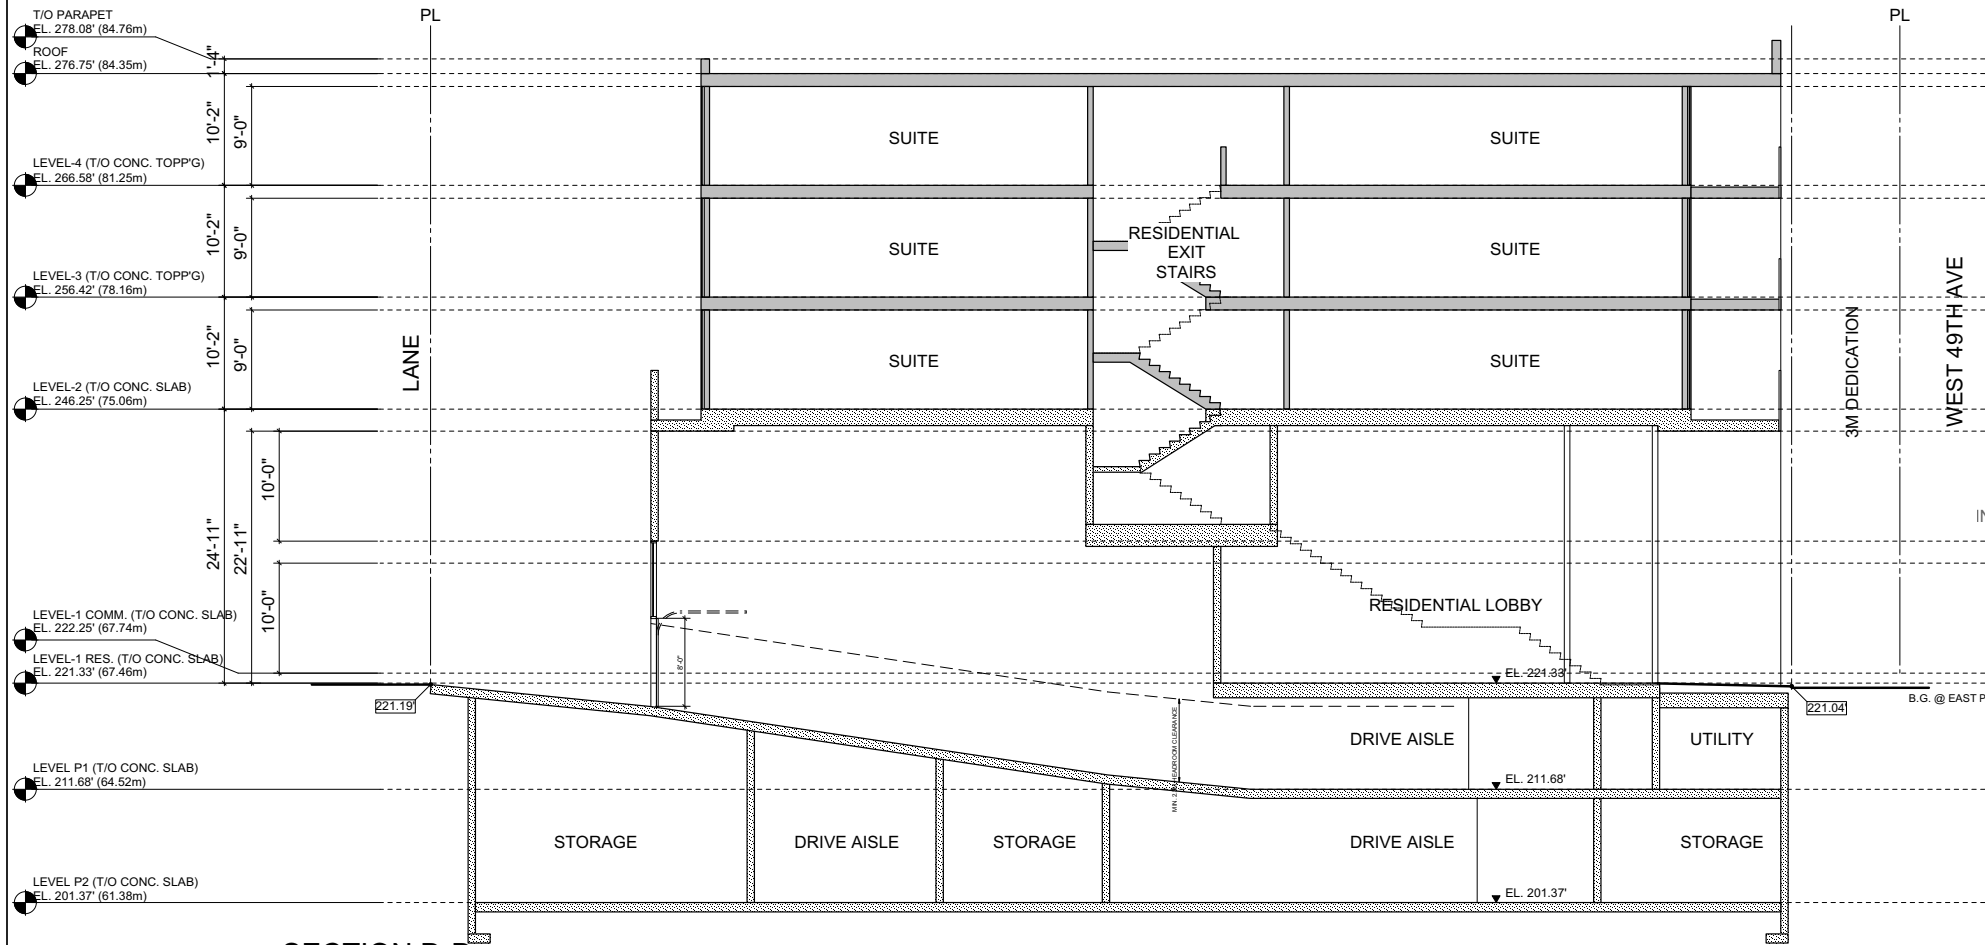 T/O PARAPET
EL. 278.08' (84.76m)
ROOF
EL. 276.75' (84.35m)
LEVEL-4 (T/O CONC. TOPP'G)
EL. 266.58' (81.25m)
LEVEL-3 (T/O CONC. TOPP'G)
EL. 256.42' (78.16m)
LEVEL-2 (T/O CONC. SLAB)
EL. 246.25' (75.06m)
LEVEL-1 COMM. (T/O CONC. SLAB)
EL. 222.25' (67.74m)
LEVEL-1 RES. (T/O CONC. SLAB)
EL. 221.33' (67.46m)
LEVEL P1 (T/O CONC. SLAB)
EL. 211.68' (64.52m)
LEVEL P2 (T/O CONC. SLAB)
EL. 201.37' (61.38m)
1'-4"
10'-2"
9'-0"
10'-2"
9'-0"
10'-2"
9'-0"
24'-11"
22'-11"
10'-0"
10'-0"
PL
PL
LANE
SUITE
SUITE
SUITE
SUITE
RESIDENTIAL
EXIT
STAIRS
SUITE
SUITE
3M DEDICATION
WEST 49TH AVE
RESIDENTIAL LOBBY
8'-0"
EL. 221.33'
221.19'
221.04'
B.G. @ EAST P
IN
HEADROOM CLEARANCE
DRIVE AISLE
UTILITY
EL. 211.68'
STORAGE
DRIVE AISLE
STORAGE
DRIVE AISLE
STORAGE
EL. 201.37'
SECTION